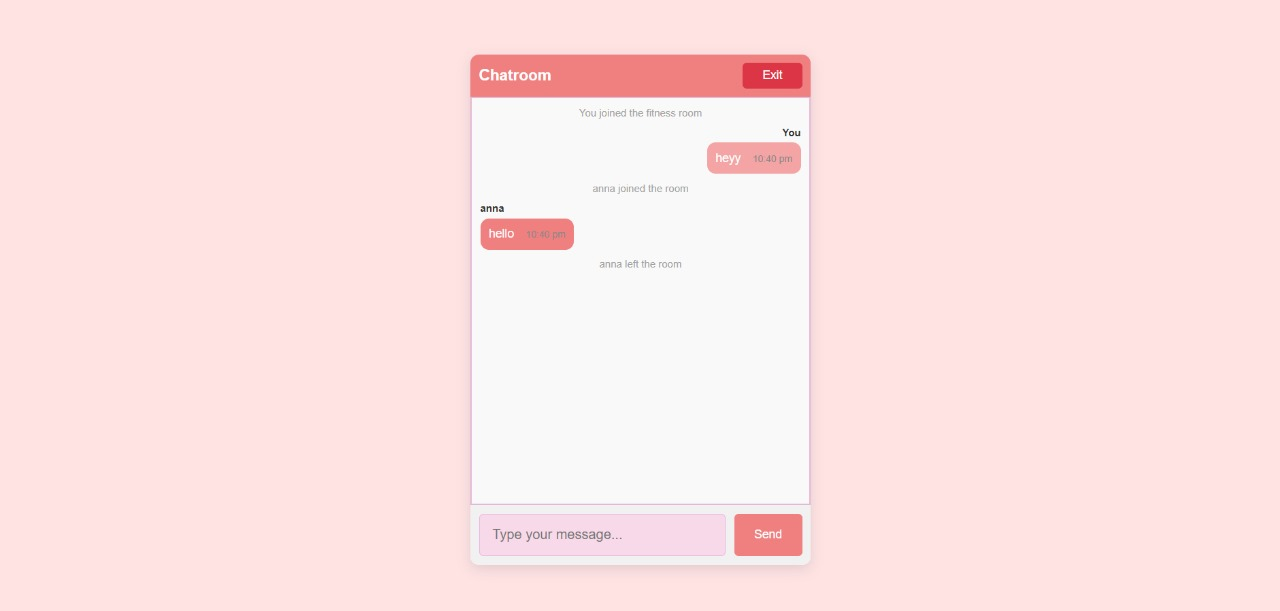 Chatroom
Exit
You joined the fitness room
You
heyy 10:40 pm
anna joined the room
anna
hello 10:40 pm
anna left the room
Type your message...
Send